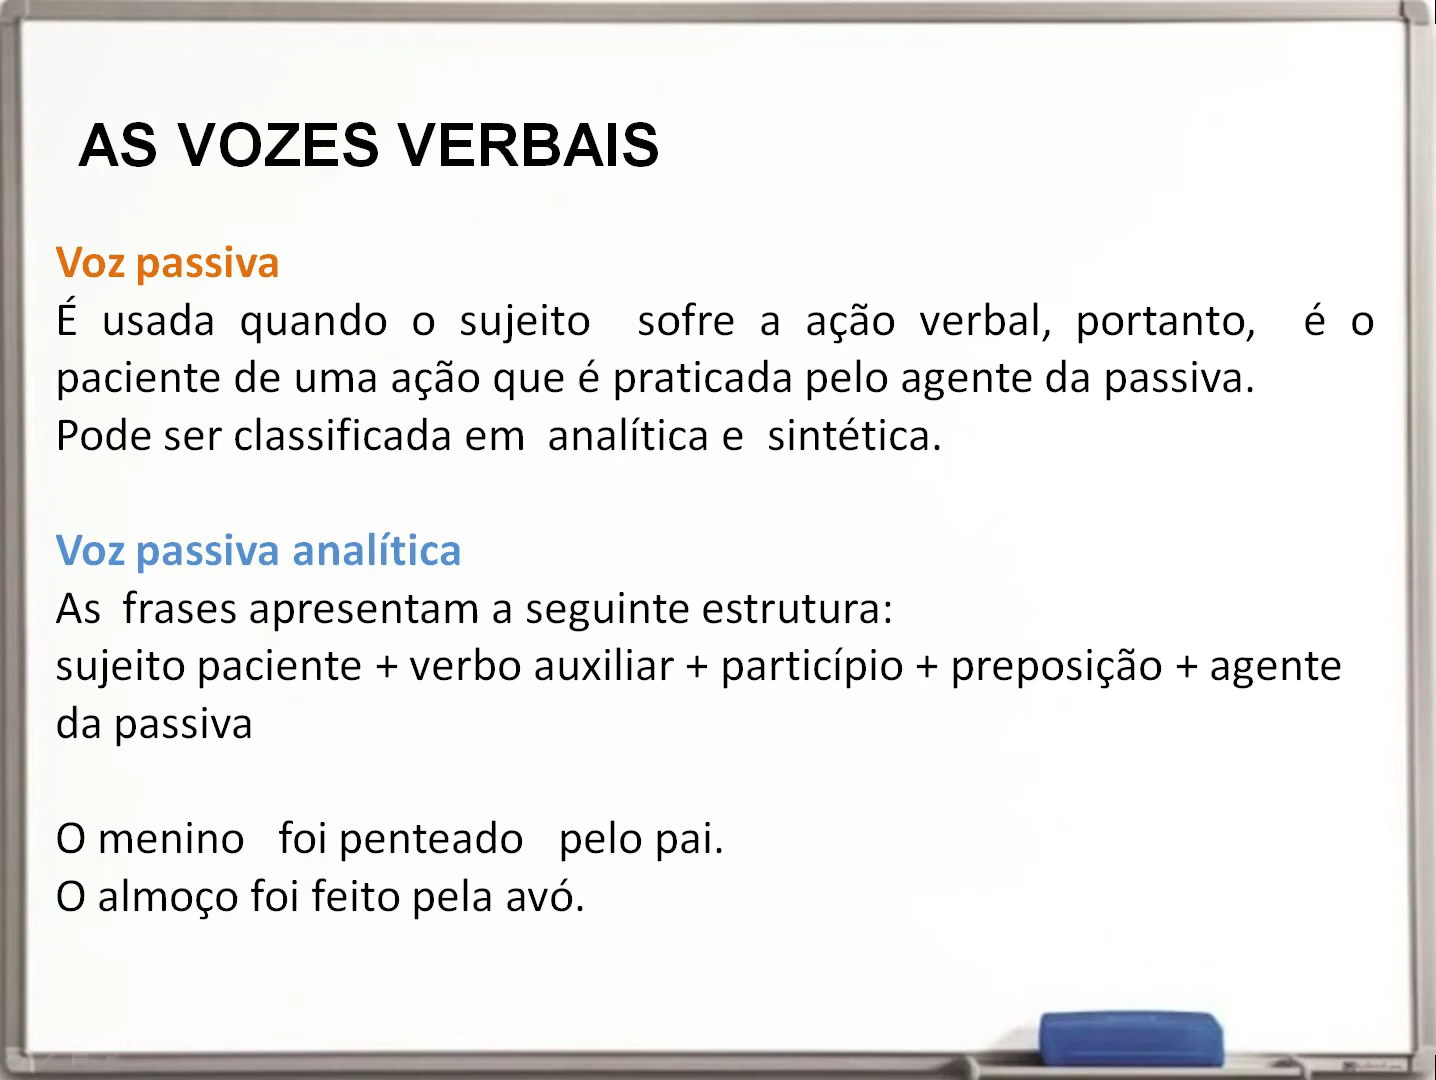 AS VOZES VERBAIS
Voz passiva
É usada quando o sujeito sofre a ação verbal, portanto, é o
paciente de uma ação que é praticada pelo agente da passiva.
Pode ser classificada em analítica e sintética.
Voz passiva analítica
As frases apresentam a seguinte estrutura:
sujeito paciente + verbo auxiliar + particípio + preposição + agente
da passiva
O menino foi penteado pelo pai.
O almoço foi feito pela avó.